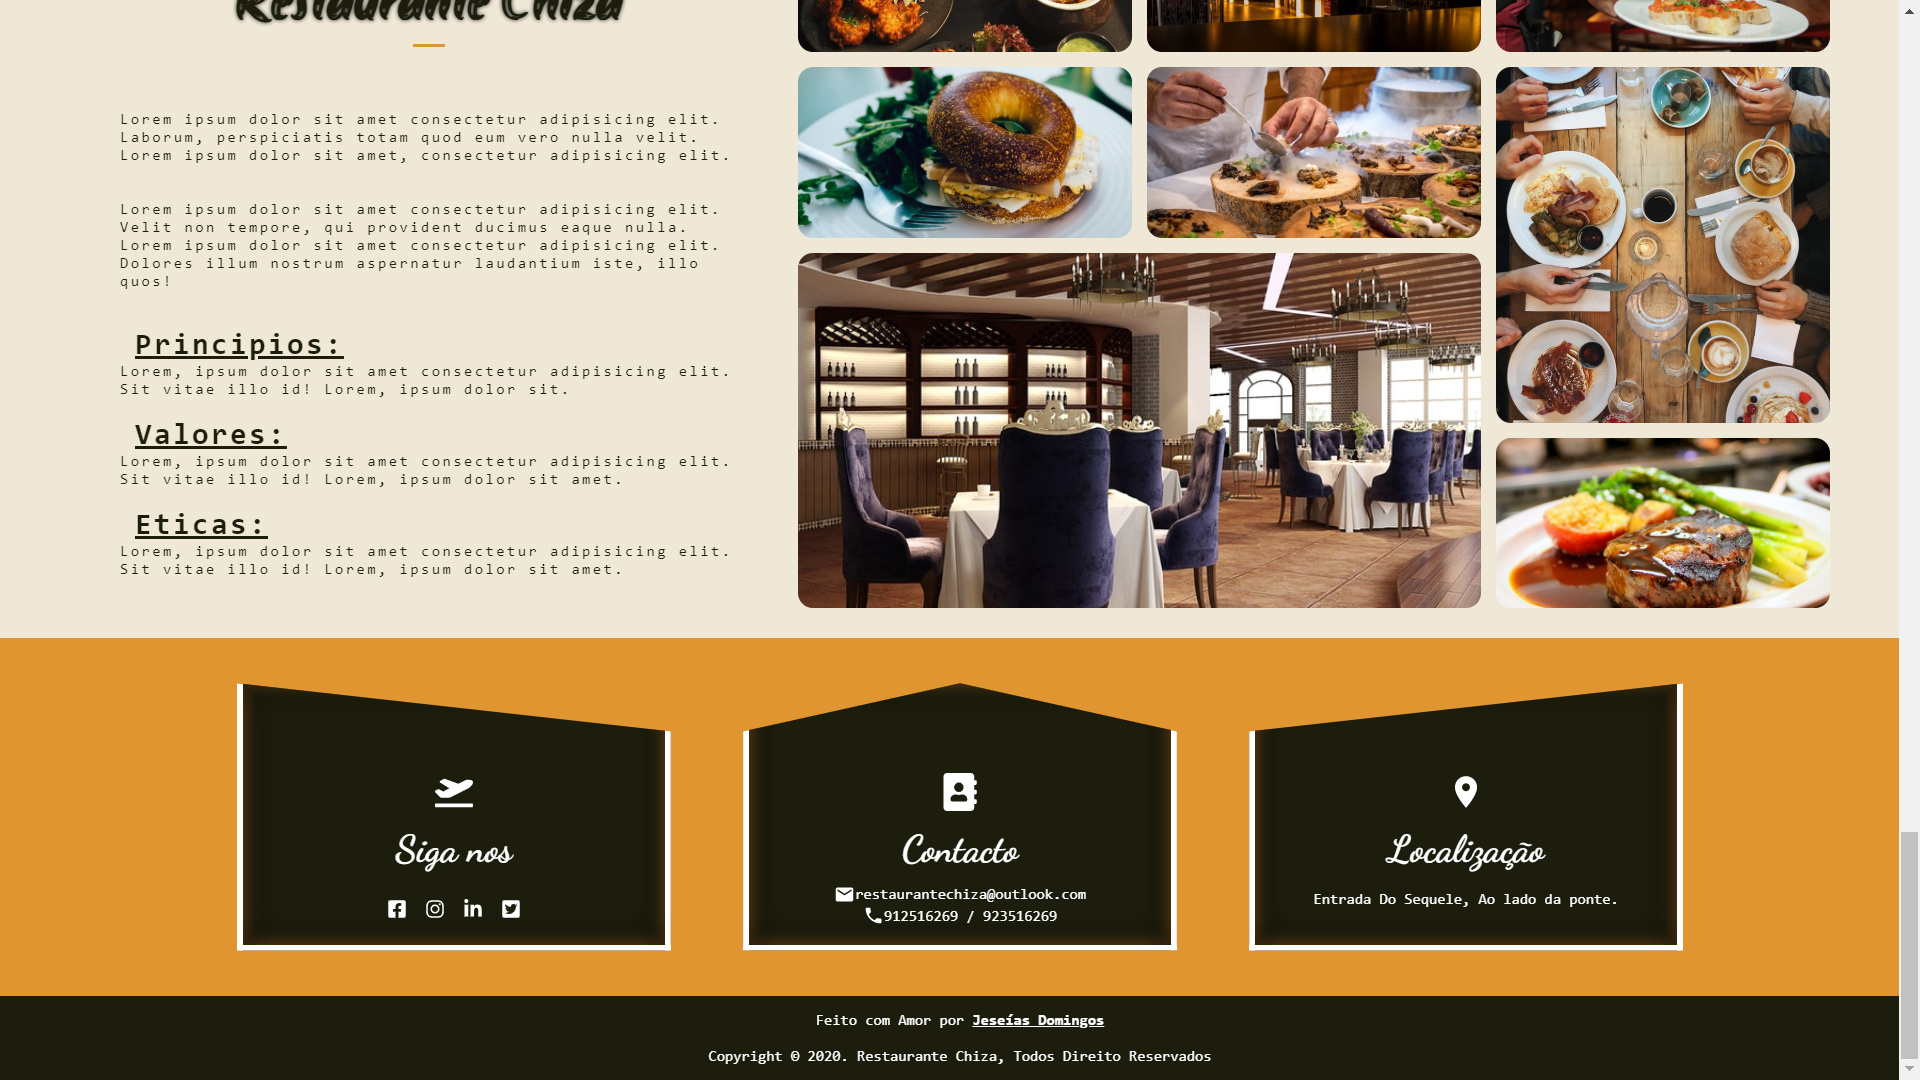 Restaurante Chiza
Lorem ipsum dolor sit amet consectetur adipisicing elit.
Laborum, perspiciatis totam quod eum vero nulla velit.
Lorem ipsum dolor sit amet, consectetur adipisicing elit.
Lorem ipsum dolor sit amet consectetur adipisicing elit.
Velit non tempore, qui provident ducimus eaque nulla.
Lorem ipsum dolor sit amet consectetur adipisicing elit.
Dolores illum nostrum aspernatur laudantium iste, illo
quos!
Principios:
Lorem, ipsum dolor sit amet consectetur adipisicing elit.
Sit vitae illo id! Lorem, ipsum dolor sit.
Valores:
Lorem, ipsum dolor sit amet consectetur adipisicing elit.
Sit vitae illo id! Lorem, ipsum dolor sit amet.
Eticas:
Lorem, ipsum dolor sit amet consectetur adipisicing elit.
Sit vitae illo id! Lorem, ipsum dolor sit amet.
Siga nos
Contacto
restaurantechiza@outlook.com
912516269 / 923516269
Localização
Entrada Do Sequele, Ao lado da ponte.
Feito com Amor por Jeseías Domingos
Copyright © 2020. Restaurante Chiza, Todos Direito Reservados